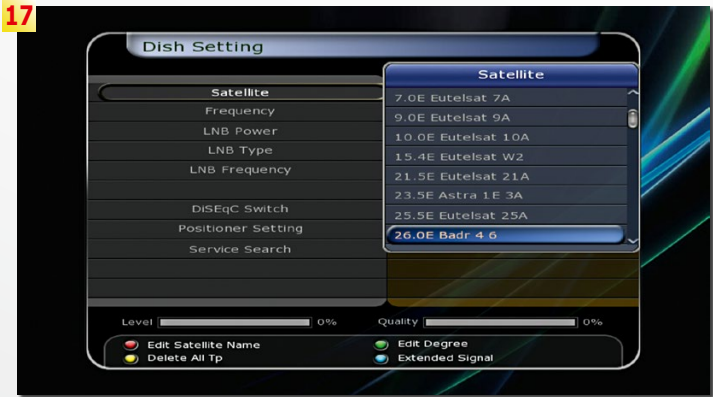 17
Dish Setting
Satellite
Frequency
LNB Power
LNB Type
LNB Frequency
DiSEqC Switch
Positioner Setting
Service Search
Satellite
7.0E Eutelsat 7A
9.0E Eutelsat 9A
10.0E Eutelsat 10A
15.4E Eutelsat W2
21.5E Eutelsat 21A
23.5E Astra 1E 3A
25.5E Eutelsat 25A
26.0E Badr 4 6
Level 0% Quality 0%
Edit Satellite Name Edit Degree
Delete All Tp Extended Signal